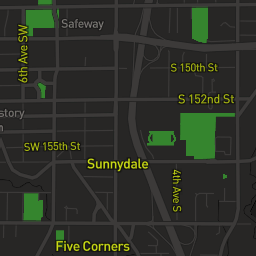 Safeway
6th Ave SW
S 150th St
S 152nd St
story
SW 155th St
Sunnydale
4th Ave S
Five Corners